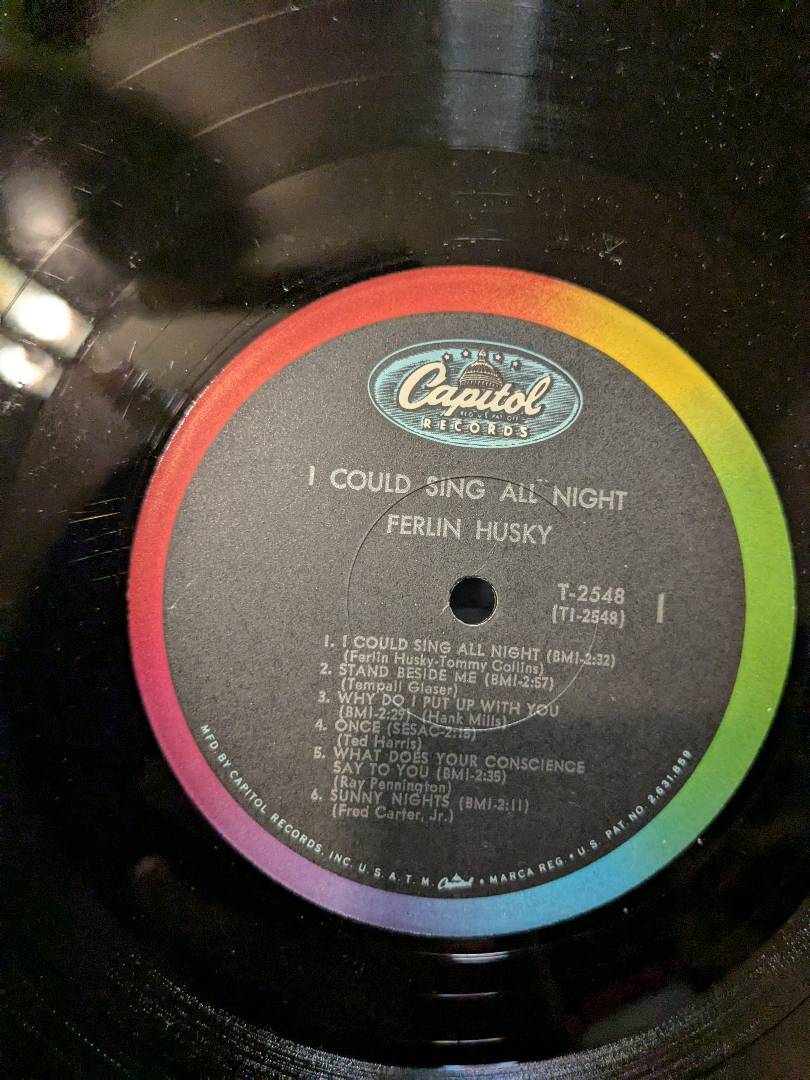 Capitol
REG. U.S. PAT. OFF.
RECORDS
I COULD SING ALL NIGHT
FERLIN HUSKY
T-2548
(T1-2548)
1
1. I COULD SING ALL NIGHT (BMI-2:32)
(Ferlin Husky-Tommy Collins)
2. STAND BESIDE ME (BMI-2:57)
(Tompall Glaser)
3. WHY DO I PUT UP WITH YOU
(BMI-2:29) (Hank Mills)
4. ONCE (SESAC-2:15)
(Ted Harris)
5. WHAT DOES YOUR CONSCIENCE
SAY TO YOU (BMI-2:35)
(Ray Pennington)
6. SUNNY NIGHTS (BMI-2:11)
(Fred Carter, Jr.)
MFD. BY CAPITOL RECORDS, INC. U. S. A. T. M. Capitol • MARCA REG. • U. S. PAT. NO. 2,631,859